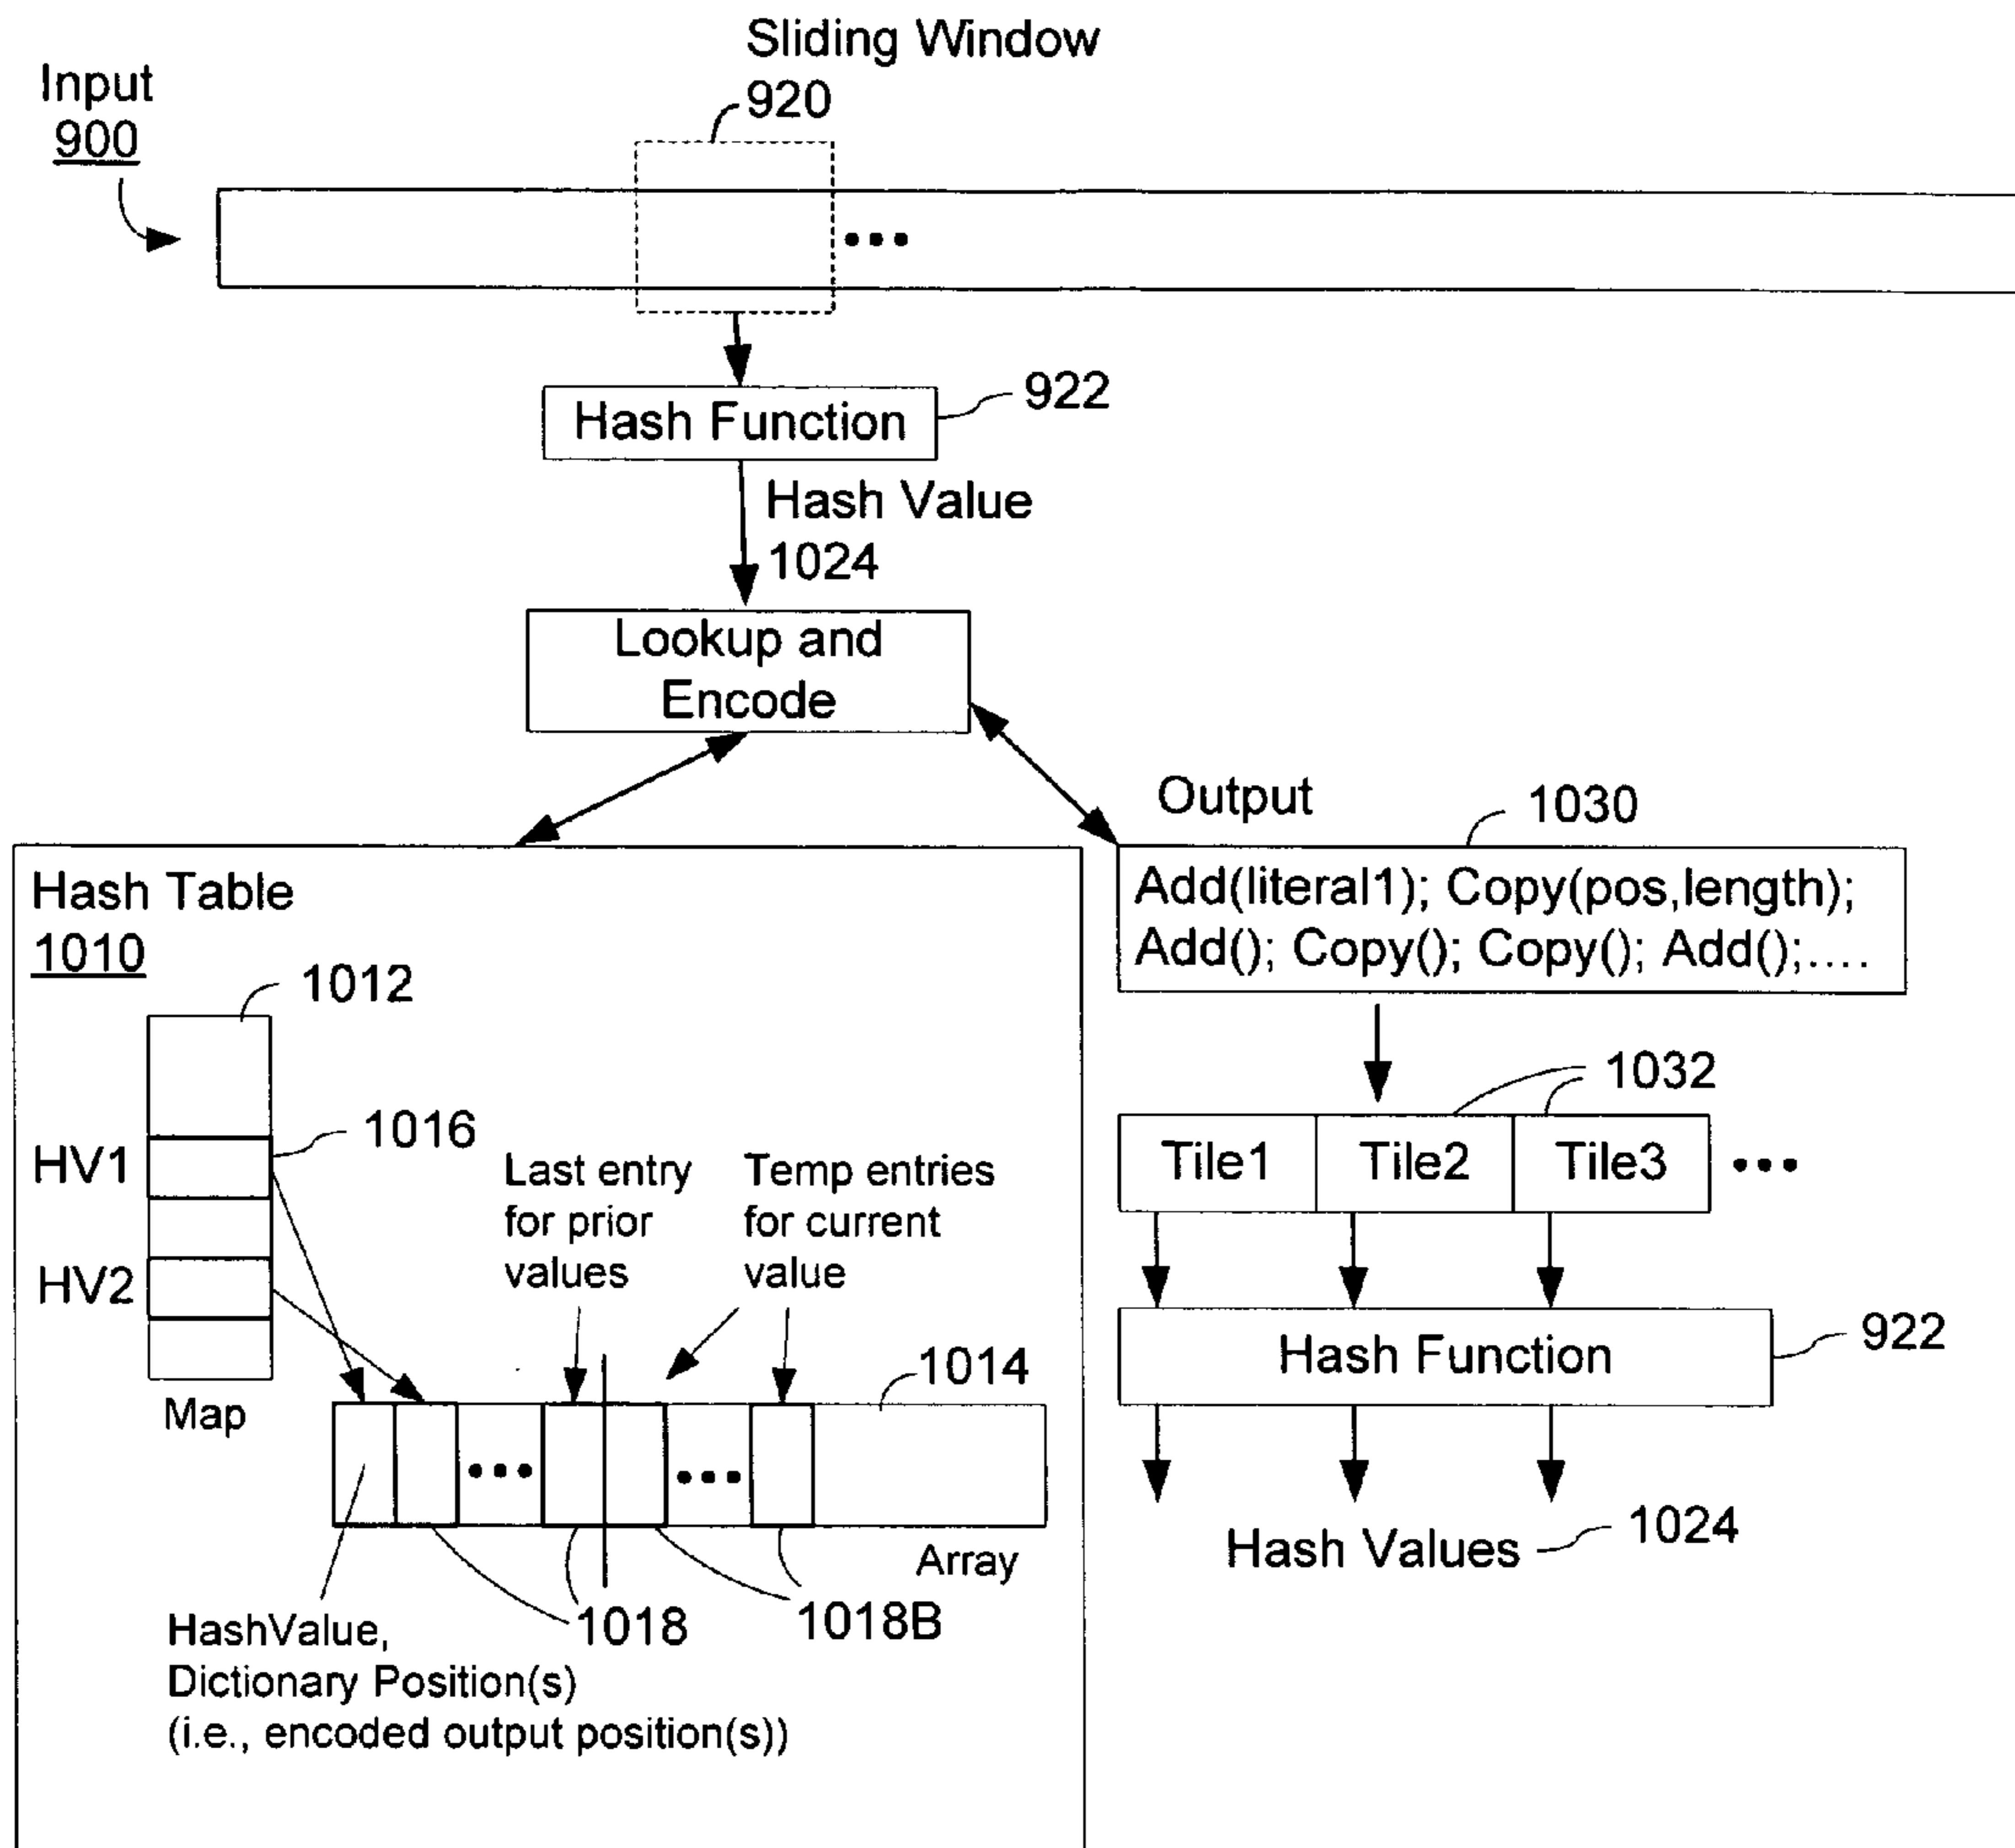 Sliding Window
920
Input
900
Hash Function
922
Hash Value
1024
Lookup and
Encode
Output
1030
Add(literal1); Copy(pos,length);
Add(); Copy(); Copy(); Add();....
Hash Table
1010
1012
1016
HV1
HV2
Map
Last entry
for prior
values
Temp entries
for current
value
1014
Array
1018
1018B
HashValue,
Dictionary Position(s)
(i.e., encoded output position(s))
1032
Tile1
Tile2
Tile3
Hash Function
922
Hash Values
1024